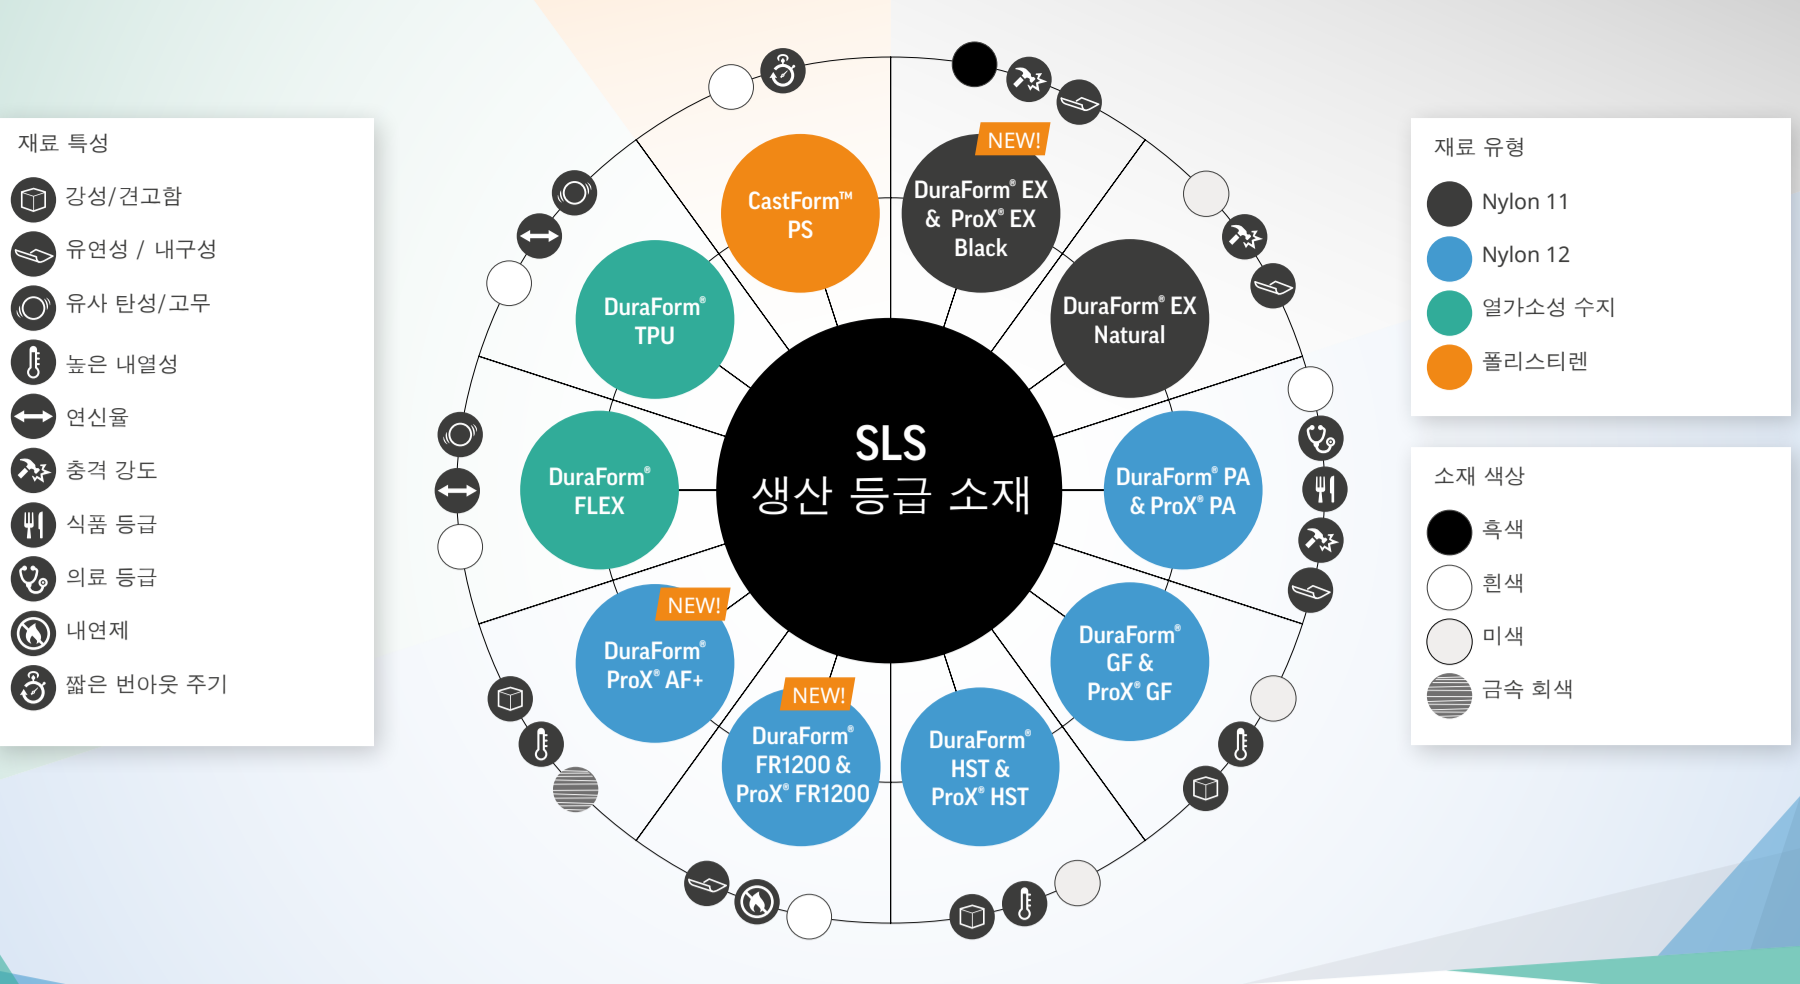 재료 특성
강성/견고함
유연성 / 내구성
유사 탄성/고무
높은 내열성
연신율
충격 강도
식품 등급
의료 등급
내연제
짧은 번아웃 주기
CastForm™
PS
NEW!
DuraForm® EX
& ProX® EX
Black
DuraForm® EX
Natural
DuraForm® PA
& ProX® PA
DuraForm®
GF &
ProX® GF
DuraForm®
HST &
ProX® HST
NEW!
DuraForm®
FR1200 &
ProX® FR1200
NEW!
DuraForm®
ProX® AF+
DuraForm®
FLEX
DuraForm®
TPU
SLS
생산 등급 소재
재료 유형
Nylon 11
Nylon 12
열가소성 수지
폴리스티렌
소재 색상
흑색
흰색
미색
금속 회색